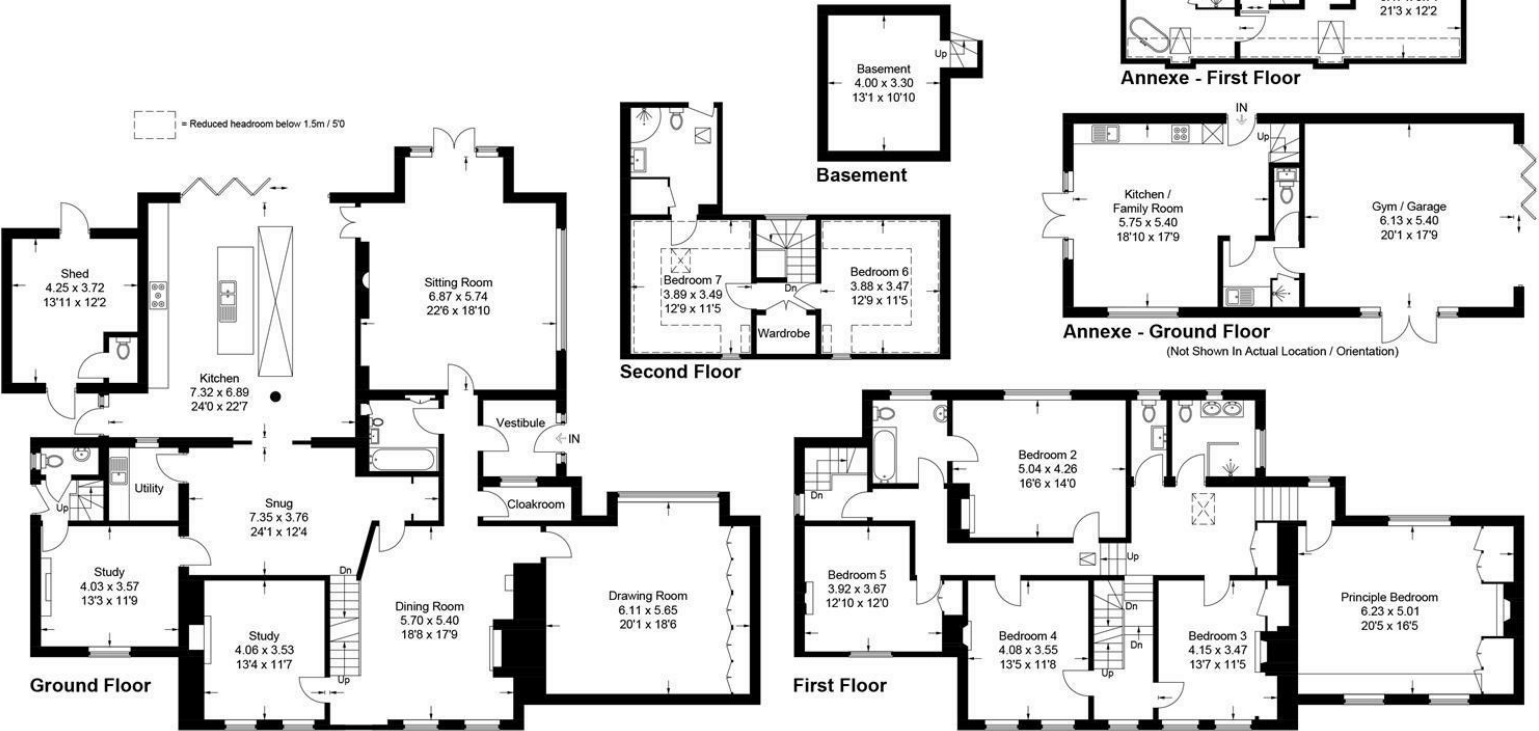 21'3 x 12'2
Annexe - First Floor
Up
Basement
4.00 x 3.30
13'1 x 10'10
Basement
= Reduced headroom below 1.5m / 5'0
IN
Up
Kitchen /
Family Room
5.75 x 5.40
18'10 x 17'9
Gym / Garage
6.13 x 5.40
20'1 x 17'9
Annexe - Ground Floor
(Not Shown In Actual Location / Orientation)
Bedroom 7
3.89 x 3.49
12'9 x 11'5
Dn
Bedroom 6
3.88 x 3.47
12'9 x 11'5
Wardrobe
Second Floor
Shed
4.25 x 3.72
13'11 x 12'2
Kitchen
7.32 x 6.89
24'0 x 22'7
Sitting Room
6.87 x 5.74
22'6 x 18'10
Vestibule
IN
Cloakroom
Utility
Up
Snug
7.35 x 3.76
24'1 x 12'4
Study
4.03 x 3.57
13'3 x 11'9
Dn
Study
4.06 x 3.53
13'4 x 11'7
Up
Dining Room
5.70 x 5.40
18'8 x 17'9
Drawing Room
6.11 x 5.65
20'1 x 18'6
Ground Floor
Dn
Bedroom 2
5.04 x 4.26
16'6 x 14'0
Up
Bedroom 5
3.92 x 3.67
12'10 x 12'0
Bedroom 4
4.08 x 3.55
13'5 x 11'8
Dn
Dn
Up
Bedroom 3
4.15 x 3.47
13'7 x 11'5
Principle Bedroom
6.23 x 5.01
20'5 x 16'5
First Floor